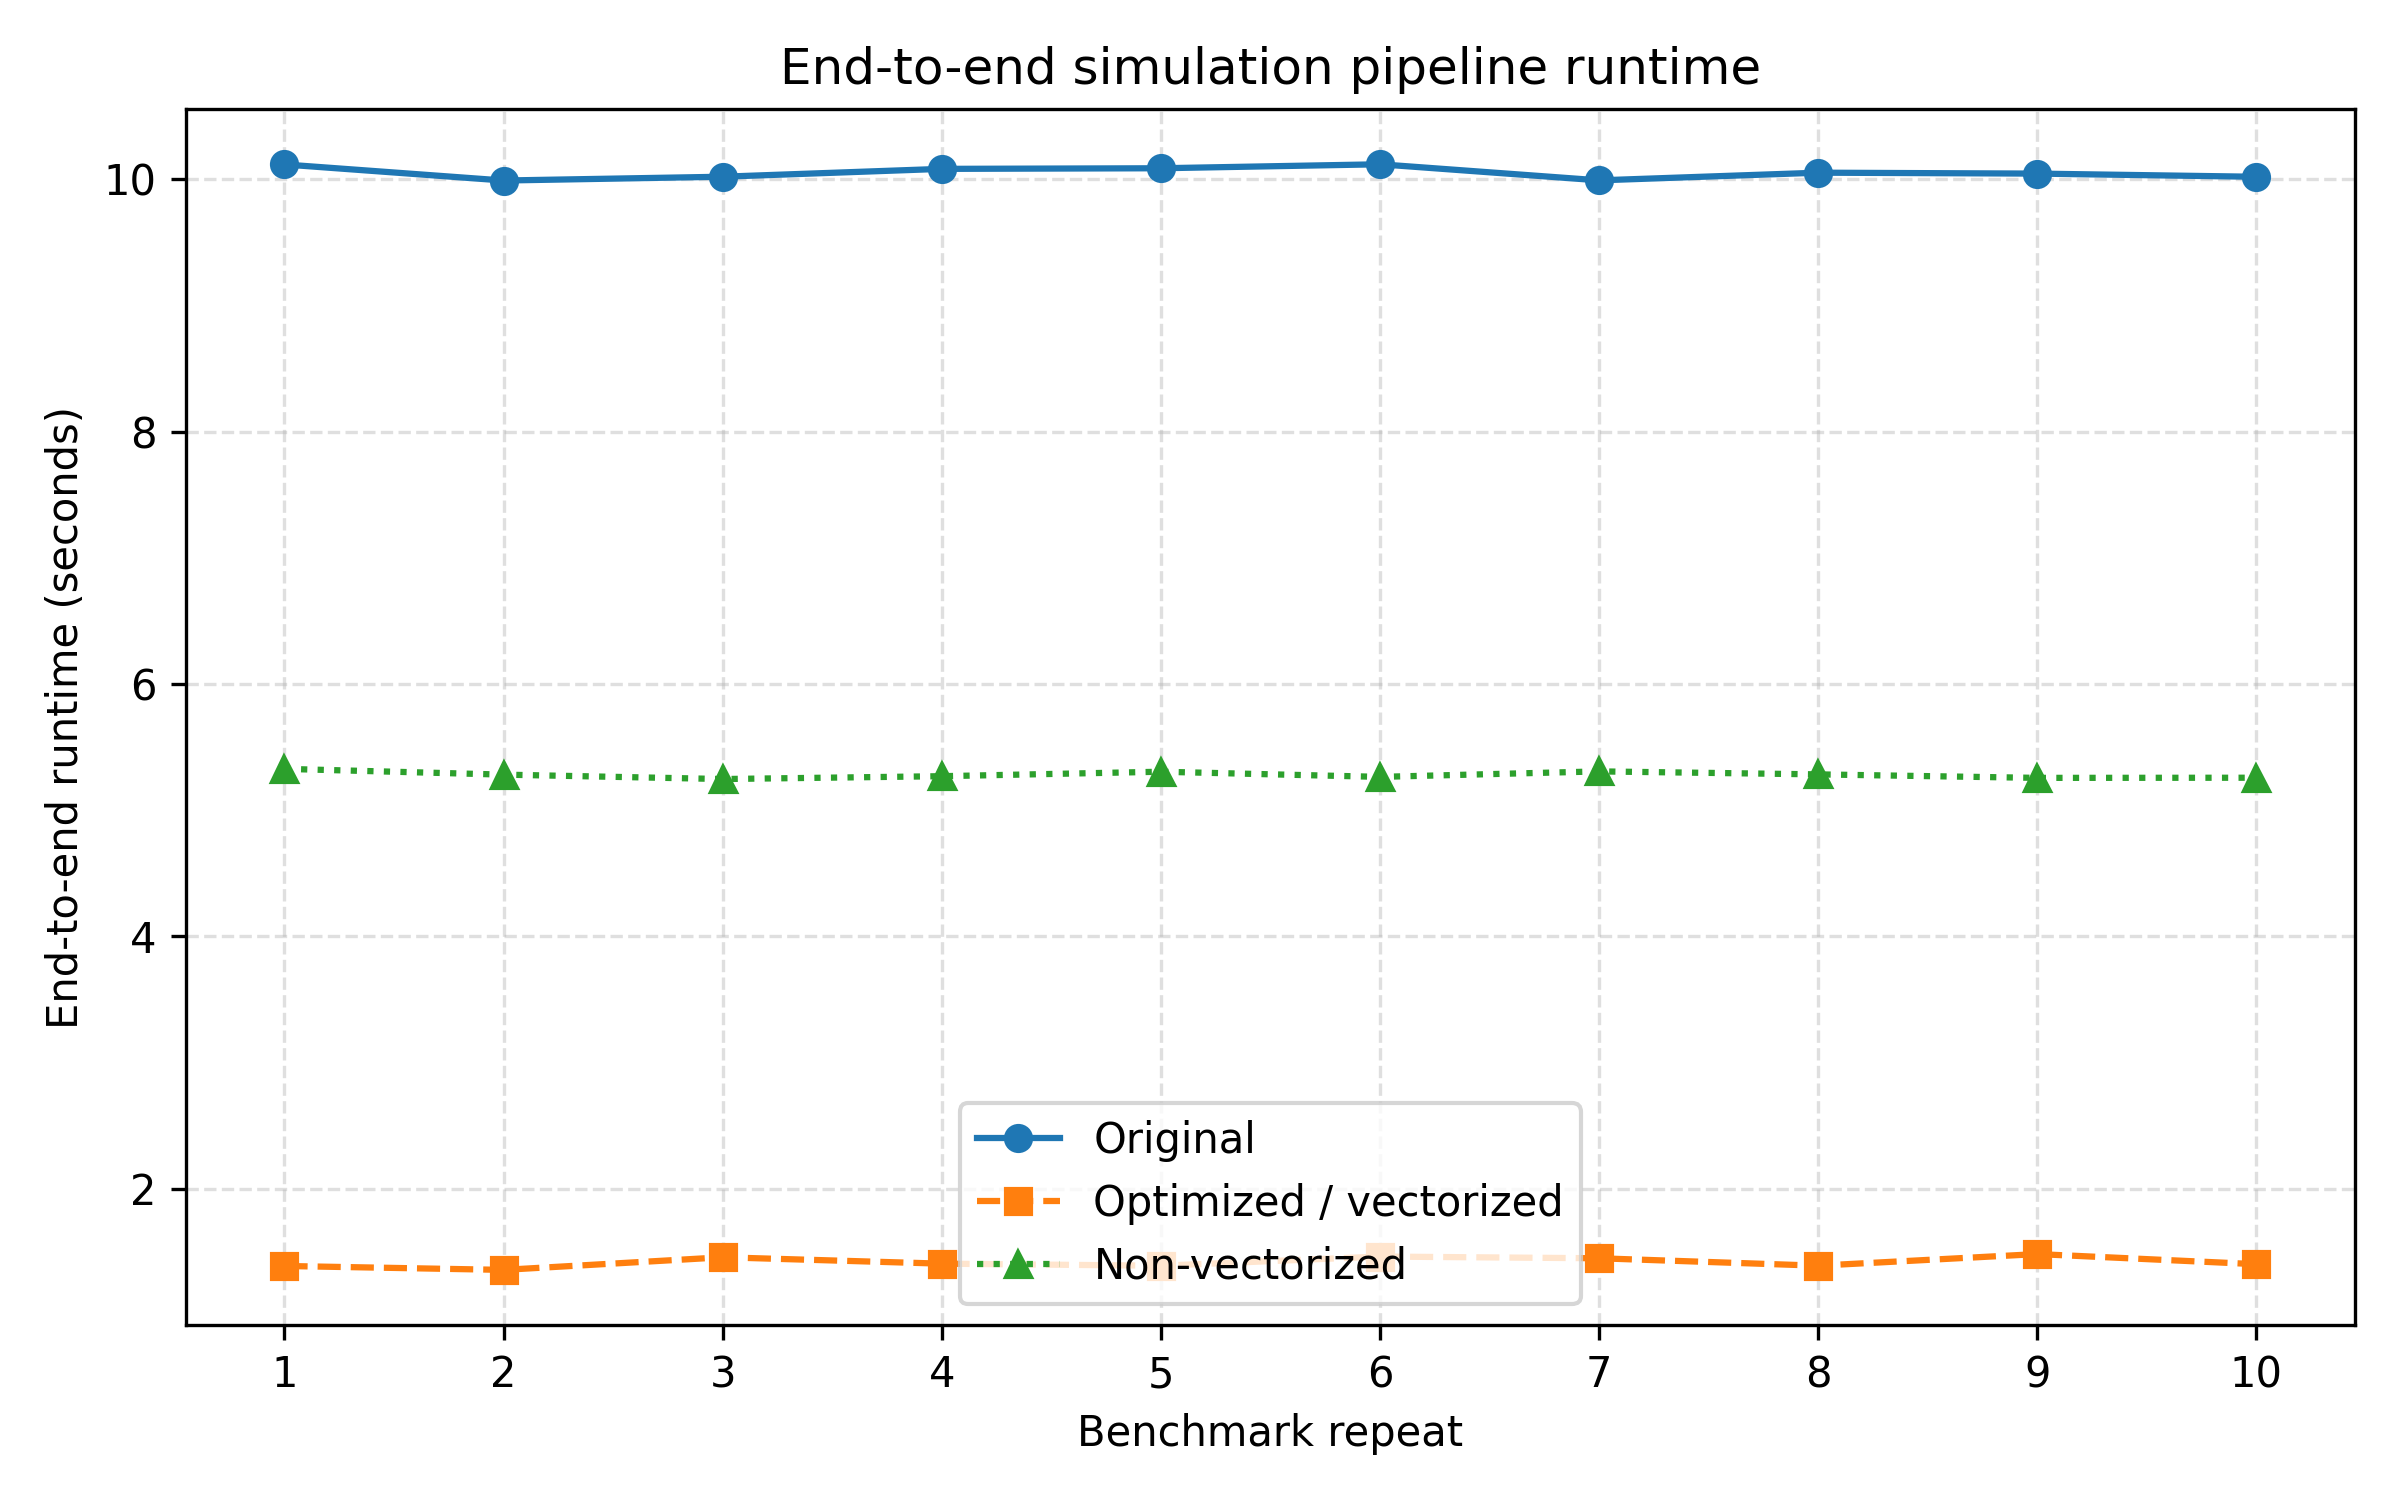 End-to-end simulation pipeline runtime
End-to-end runtime (seconds)
10
8
6
4
2
Original
Optimized / vectorized
Non-vectorized
1 2 3 4 5 6 7 8 9 10
Benchmark repeat